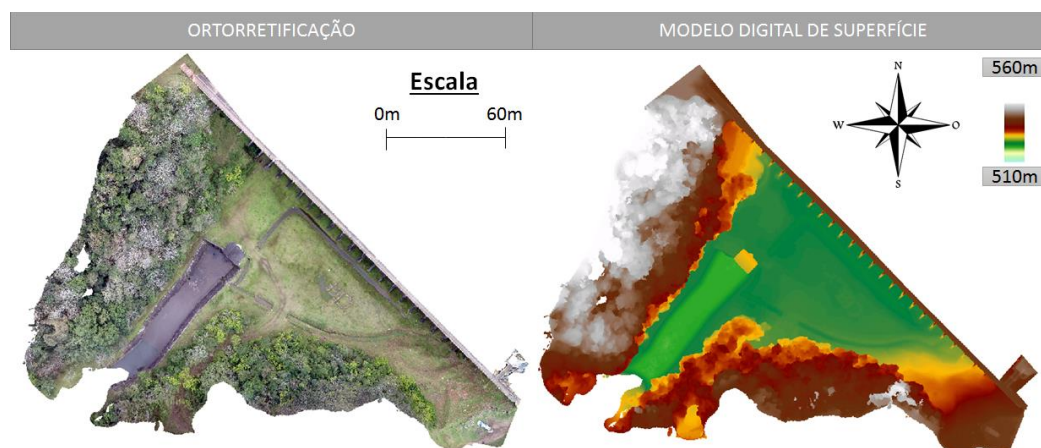 ORTORRETIFICAÇÃO
MODELO DIGITAL DE SUPERFÍCIE
Escala
0m 60m
N
W O
S
560m
510m